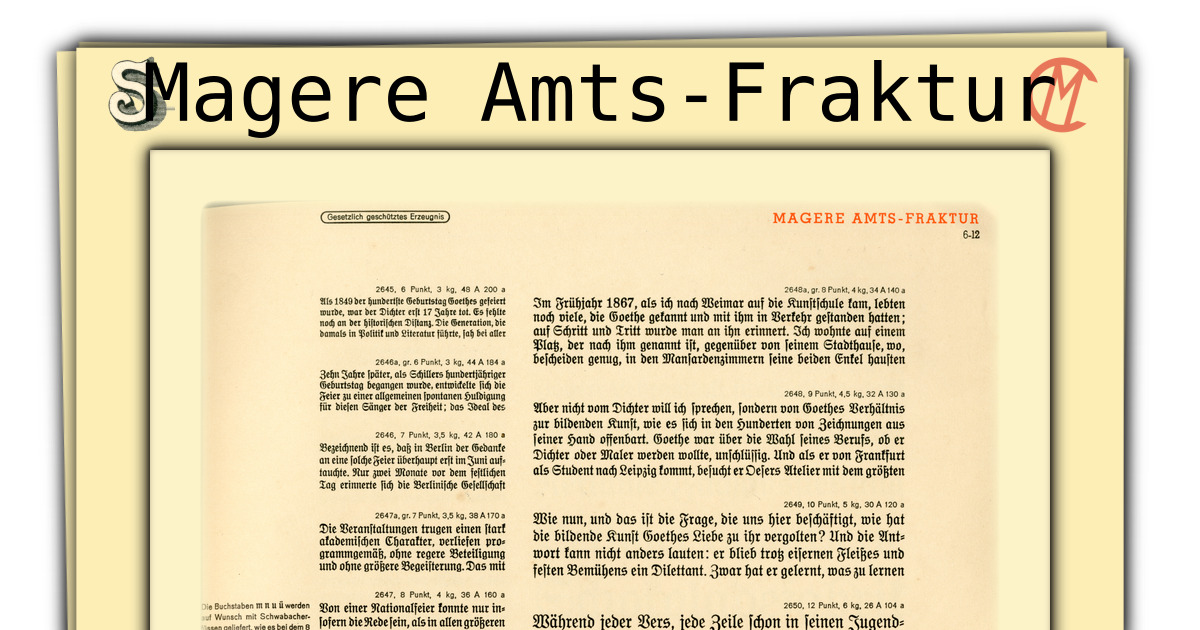 Magere Amts-Fraktur
Gesetzlich geschütztes Erzeugnis
MAGERE AMTS-FRAKTUR
6-12
2645, 6 Punkt, 3 kg, 48 A 200 a
Als 1849 der hundertste Geburtstag Goethes gefeiert
wurde, war der Dichter erst 17 Jahre tot. Es fehlte
noch an der historischen Distanz. Die Generation, die
damals in Politik und Literatur führte, sah bei aller
2646a, gr. 6 Punkt, 3 kg, 44 A 184 a
Zehn Jahre später, als Schillers hundertjähriger
Geburtstag begangen wurde, entwickelte sich die
Feier zu einer allgemeinen spontanen Huldigung
für diesen Sänger der Freiheit; das Ideal des
2646, 7 Punkt, 3,5 kg, 42 A 180 a
Bezeichnend ist es, daß in Berlin der Gedanke
an eine solche Feier überhaupt erst im Juni auf-
tauchte. Nur zwei Monate vor dem festlichen
Tag erinnerte sich die Berlinische Gesellschaft
2647a, gr. 7 Punkt, 3,5 kg, 38 A 170 a
Die Veranstaltungen trugen einen stark
akademischen Charakter, verliefen pro-
grammgemäß, ohne regere Beteiligung
und ohne größere Begeisterung. Das mit
2647, 8 Punkt, 4 kg, 36 A 160 a
Von einer Nationalfeier konnte nur in-
sofern die Rede sein, als in allen größeren
Die Buchstaben m n u ü werden
auf Wunsch mit Schwabacher-
füssen geliefert, wie es bei dem 8
2648a, gr. 8 Punkt, 4 kg, 34 A 140 a
Im Frühjahr 1867, als ich nach Weimar auf die Kunstschule kam, lebten
noch viele, die Goethe gekannt und mit ihm in Verkehr gestanden hatten;
auf Schritt und Tritt wurde man an ihn erinnert. Ich wohnte auf einem
Platz, der nach ihm genannt ist, gegenüber von seinem Stadthause, wo,
bescheiden genug, in den Mansardenzimmern seine beiden Enkel hausten
2648, 9 Punkt, 4,5 kg, 32 A 130 a
Aber nicht vom Dichter will ich sprechen, sondern von Goethes Verhältnis
zur bildenden Kunst, wie es sich in den Hunderten von Zeichnungen aus
seiner Hand offenbart. Goethe war über die Wahl seines Berufs, ob er
Dichter oder Maler werden wollte, unschlüssig. Und als er von Frankfurt
als Student nach Leipzig kommt, besucht er Oesers Atelier mit dem größten
2649, 10 Punkt, 5 kg, 30 A 120 a
Wie nun, und das ist die Frage, die uns hier beschäftigt, wie hat
die bildende Kunst Goethes Liebe zu ihr vergolten? Und die Ant-
wort kann nicht anders lauten: er blieb trotz eisernen Fleißes und
festen Bemühens ein Dilettant. Zwar hat er gelernt, was zu lernen
2650, 12 Punkt, 6 kg, 26 A 104 a
Während jeder Vers, jede Zeile schon in seinen Jugend-